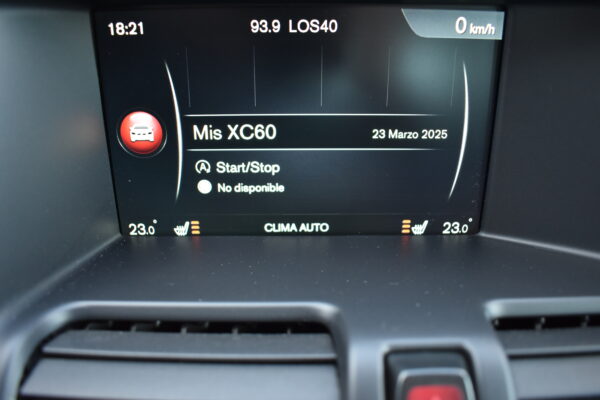 18:21 93.9 LOS40 0 km/h
Mis XC60 23 Marzo 2025
Start/Stop
No disponible
23.0° CLIMA AUTO 23.0°